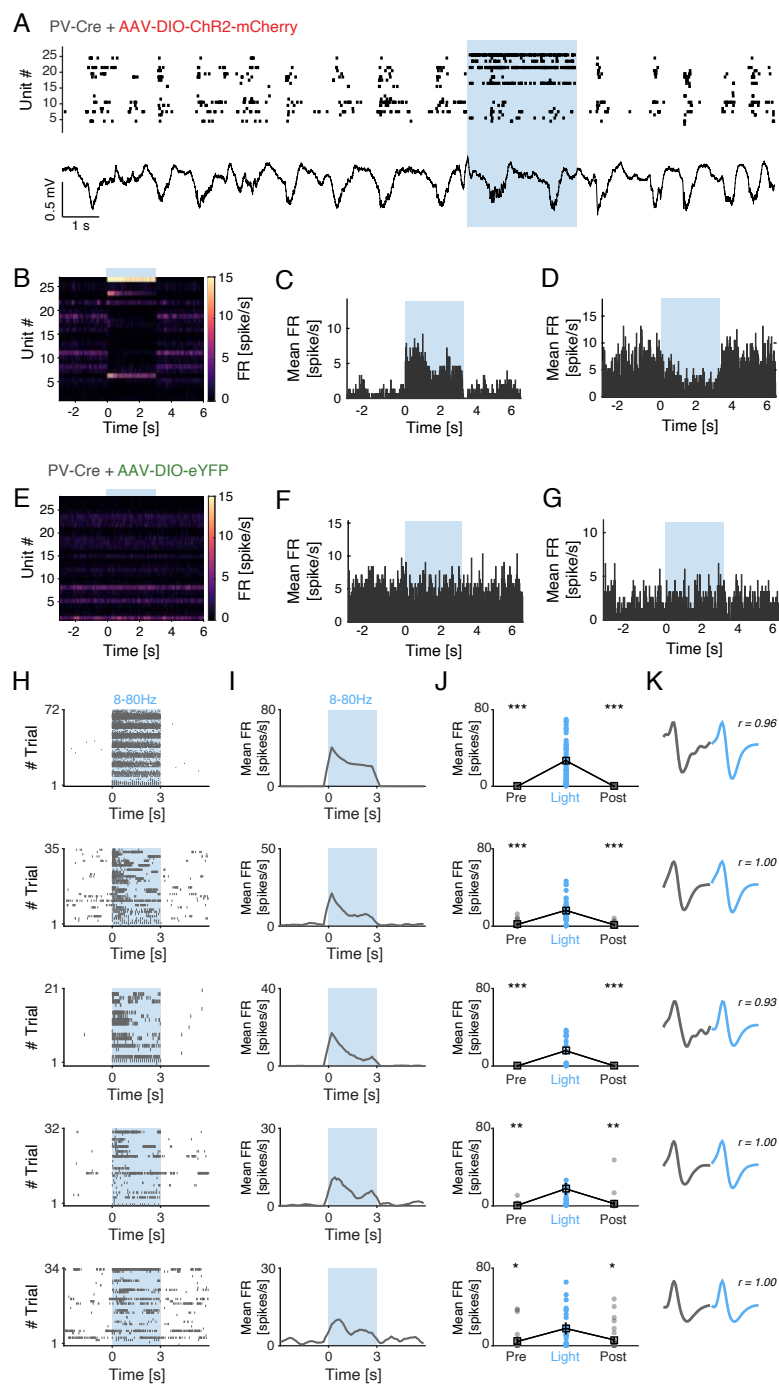 A
PV-Cre + AAV-DIO-ChR2-mCherry
Unit #
25
20
15
10
5
0.5 mV
1 s
B
Unit #
25
20
15
10
5
-2 0 2 4 6
Time [s]
15
10
5
0
FR [spike/s]
C
Mean FR
[spike/s]
10
5
0
-2 0 2 4 6
Time [s]
D
Mean FR
[spike/s]
15
10
5
0
-2 0 2 4 6
Time [s]
PV-Cre + AAV-DIO-eYFP
E
Unit #
25
20
15
10
5
-2 0 2 4 6
Time [s]
15
10
5
0
FR [spike/s]
F
Mean FR
[spike/s]
15
10
5
0
-2 0 2 4 6
Time [s]
G
Mean FR
[spike/s]
10
5
0
-2 0 2 4 6
Time [s]
H
8-80Hz
# Trial
72
1
0 3
Time [s]
I
8-80Hz
Mean FR
[spikes/s]
80
0
0 3
Time [s]
J
Mean FR
[spikes/s]
80
0
*** ***
Pre Light Post
K
r = 0.96
# Trial
35
1
0 3
Time [s]
Mean FR
[spikes/s]
50
0
0 3
Time [s]
Mean FR
[spikes/s]
80
0
*** ***
Pre Light Post
r = 1.00
# Trial
21
1
0 3
Time [s]
Mean FR
[spikes/s]
40
0
0 3
Time [s]
Mean FR
[spikes/s]
80
0
*** ***
Pre Light Post
r = 0.93
# Trial
32
1
0 3
Time [s]
Mean FR
[spikes/s]
30
0
0 3
Time [s]
Mean FR
[spikes/s]
80
0
** **
Pre Light Post
r = 1.00
# Trial
34
1
0 3
Time [s]
Mean FR
[spikes/s]
30
0
0 3
Time [s]
Mean FR
[spikes/s]
80
0
* *
Pre Light Post
r = 1.00